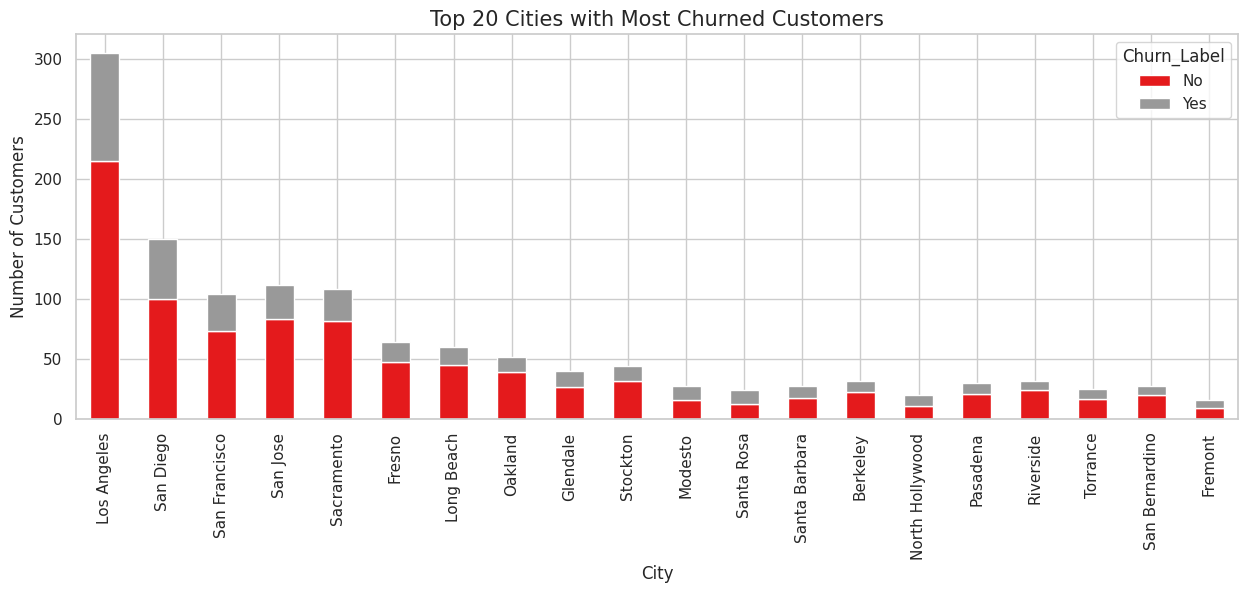 Top 20 Cities with Most Churned Customers
Churn_Label
No
Yes
Number of Customers
300
250
200
150
100
50
0
Los Angeles
San Diego
San Francisco
San Jose
Sacramento
Fresno
Long Beach
Oakland
Glendale
Stockton
Modesto
Santa Rosa
Santa Barbara
Berkeley
North Hollywood
Pasadena
Riverside
Torrance
San Bernardino
Fremont
City